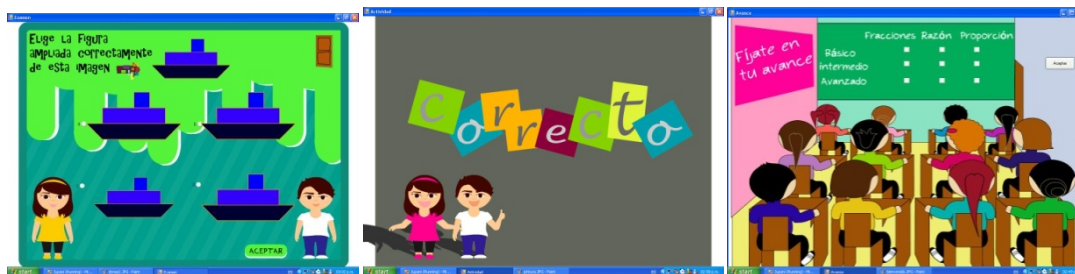 Examen
Elige la figura
ampliada correctamente
de esta imagen
ACEPTAR
start
Actividad
correcto
start
Avance
Fíjate en
tu avance
Fracciones Razón Proporción
Básico
Intermedio
Avanzado
Aceptar
start